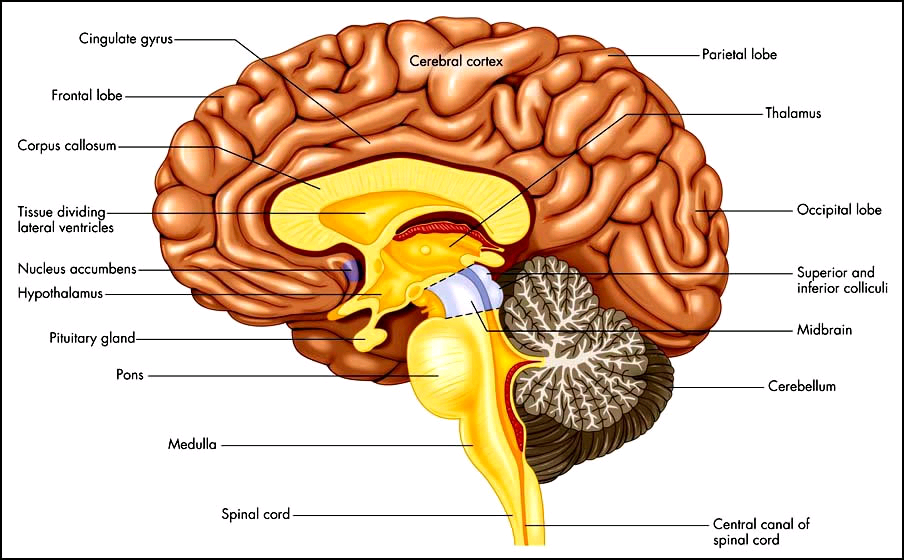 Cingulate gyrus
Frontal lobe
Corpus callosum
Tissue dividing
lateral ventricles
Nucleus accumbens
Hypothalamus
Pituitary gland
Pons
Medulla
Spinal cord
Cerebral cortex
Parietal lobe
Thalamus
Occipital lobe
Superior and
inferior colliculi
Midbrain
Cerebellum
Central canal of
spinal cord